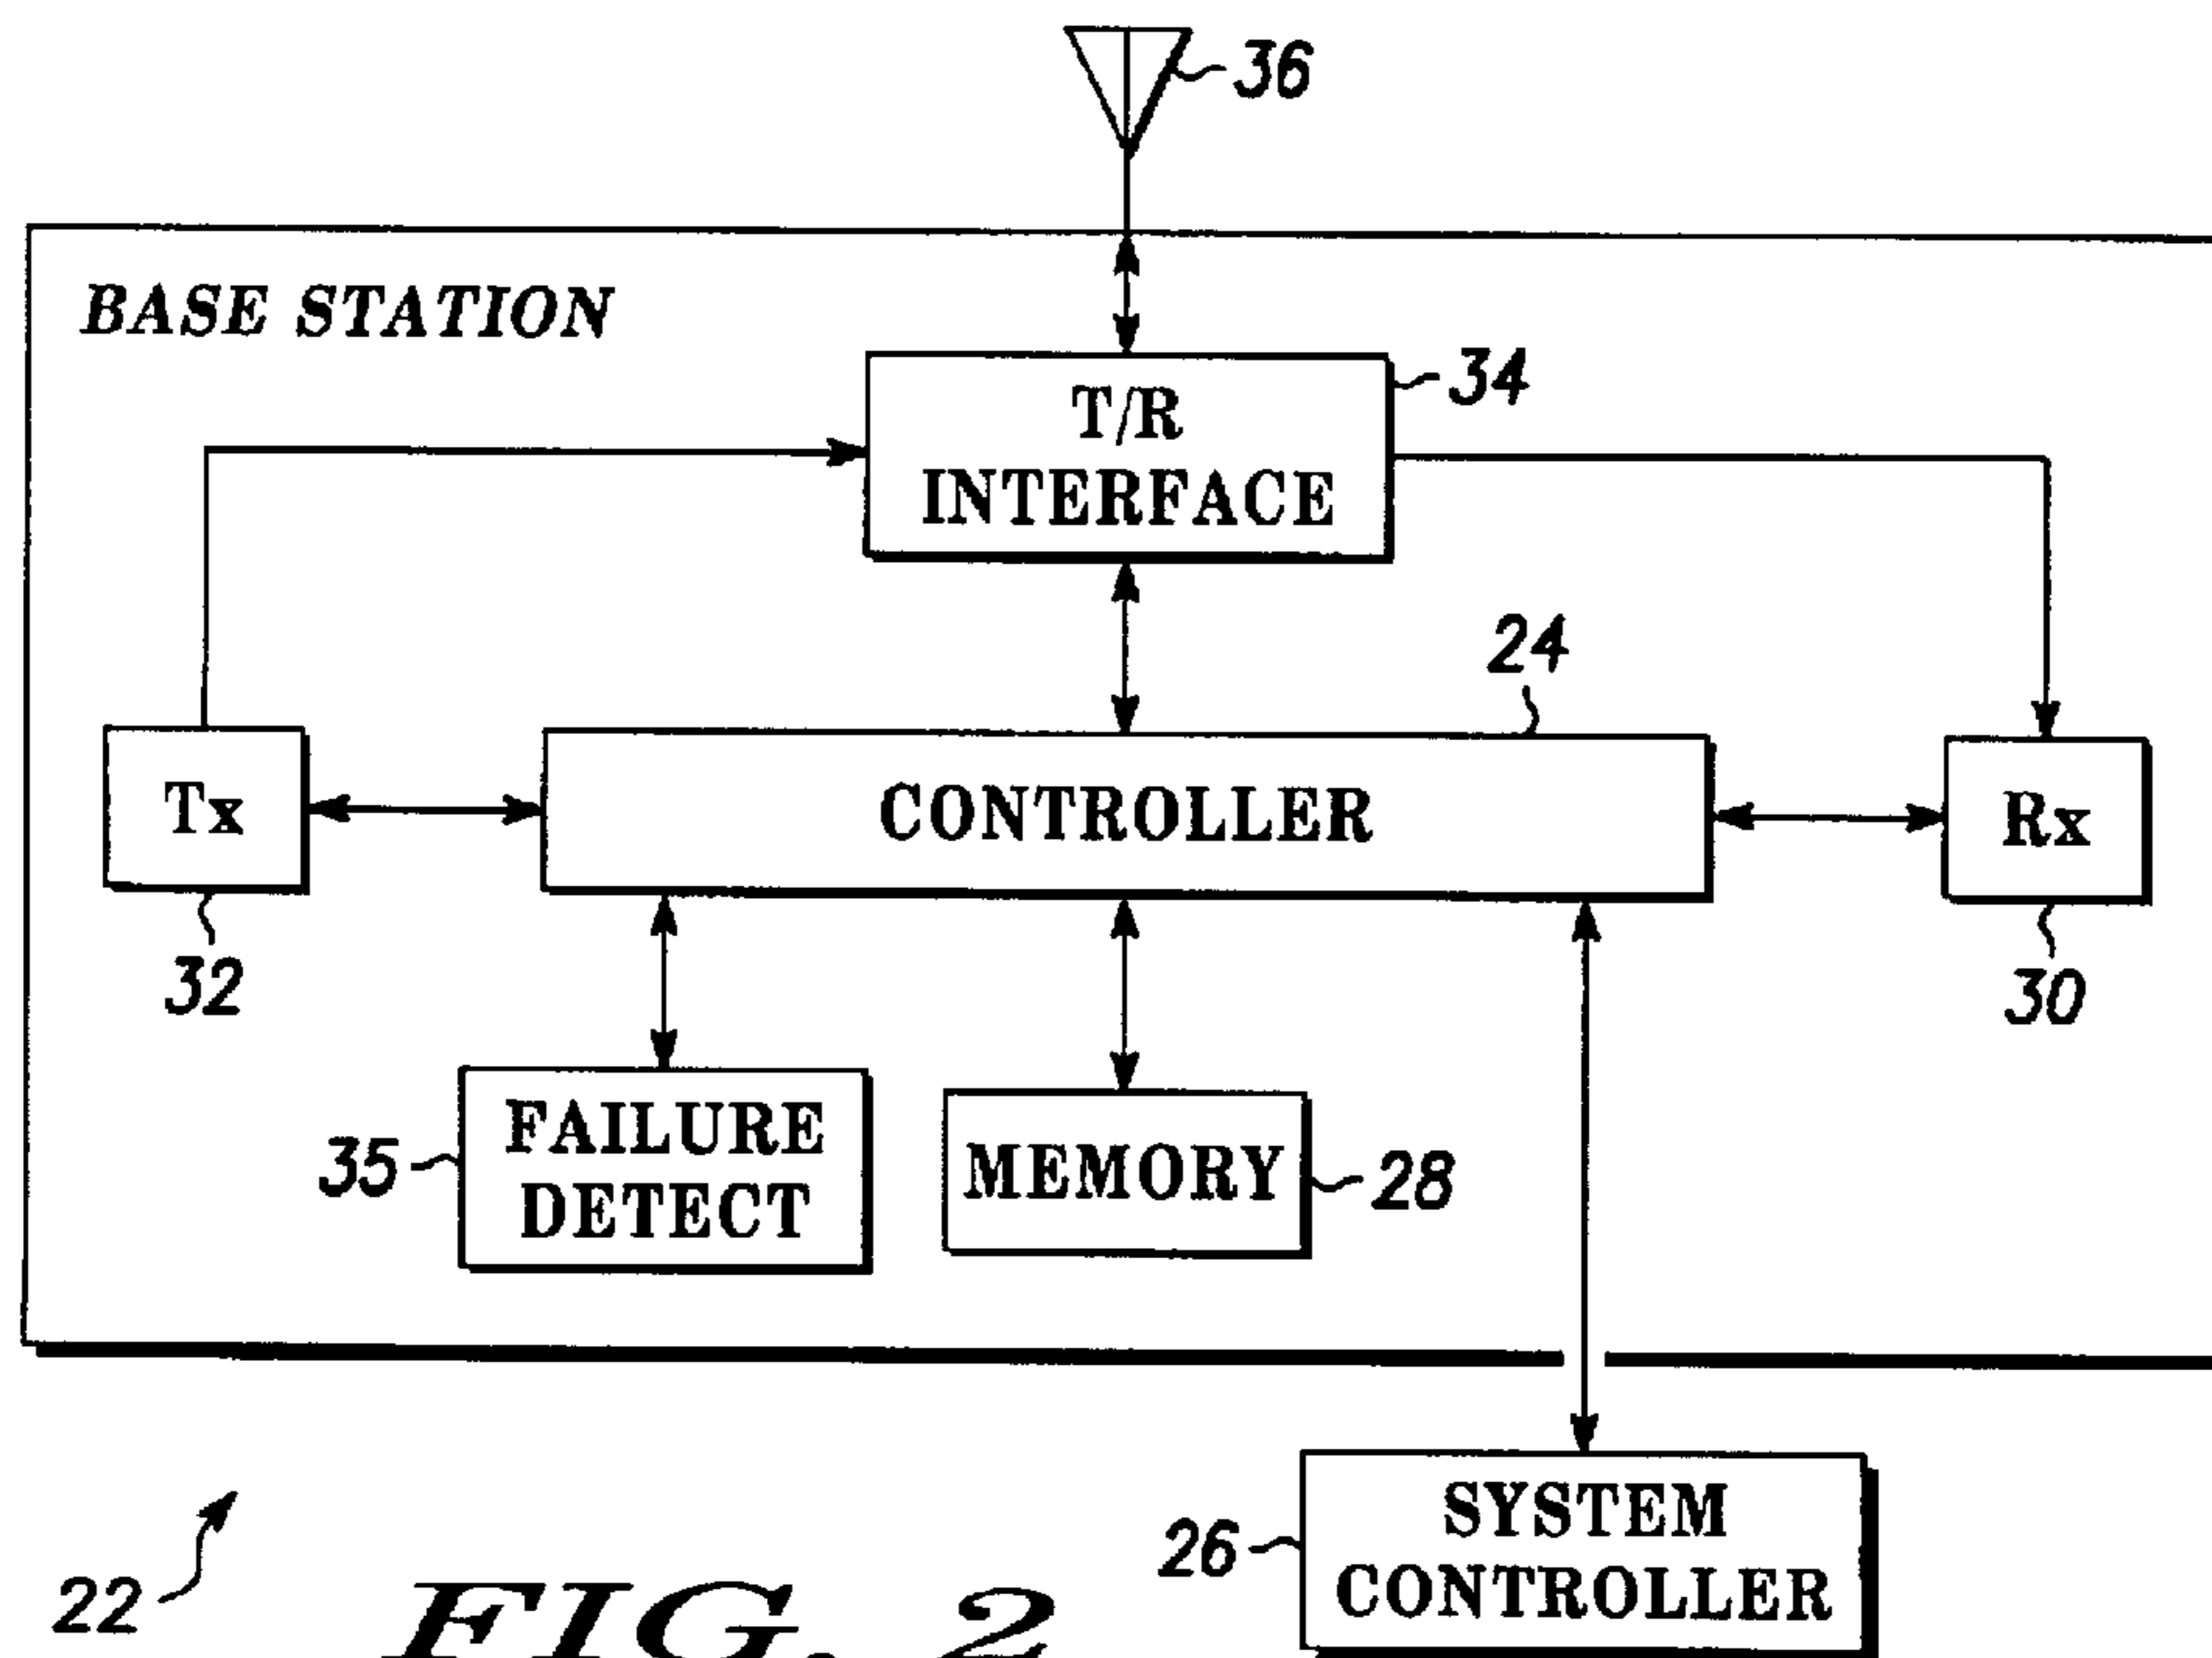 36
BASE STATION
34
T/R
INTERFACE
24
Tx
CONTROLLER
Rx
32
30
FAILURE
DETECT
35
MEMORY
28
SYSTEM
CONTROLLER
26
22
FIG. 2